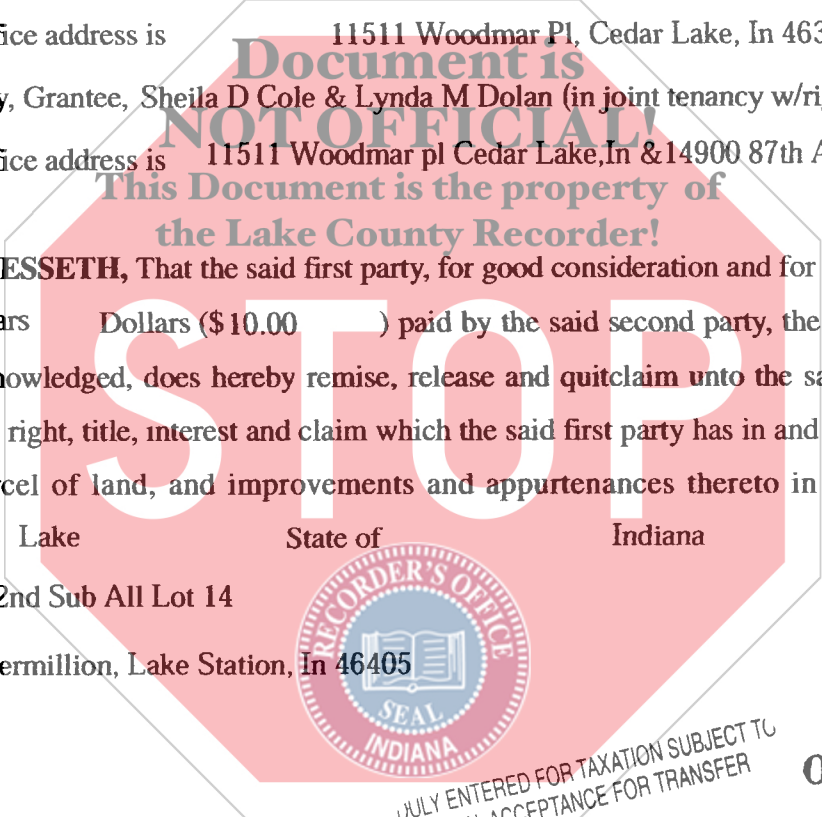 ice address is 11511 Woodmar Pl, Cedar Lake, In 463
Document is
y, Grantee, Sheila D Cole & Lynda M Dolan (in joint tenancy w/ri
NOT OFFICIAL!
ice address is 11511 Woodmar pl Cedar Lake,In &14900 87th A
This Document is the property of
the Lake County Recorder!
ESSETH, That the said first party, for good consideration and for
ars Dollars ($10.00 ) paid by the said second party, the
nowledged, does hereby remise, release and quitclaim unto the sa
right, title, interest and claim which the said first party has in and
cel of land, and improvements and appurtenances thereto in
STOP
Lake State of Indiana
2nd Sub All Lot 14
ermillion, Lake Station, In 46405
RECORDER'S OFFICE
SEAL
INDIANA
DULY ENTERED FOR TAXATION SUBJECT TO
ACCEPTANCE FOR TRANSFER